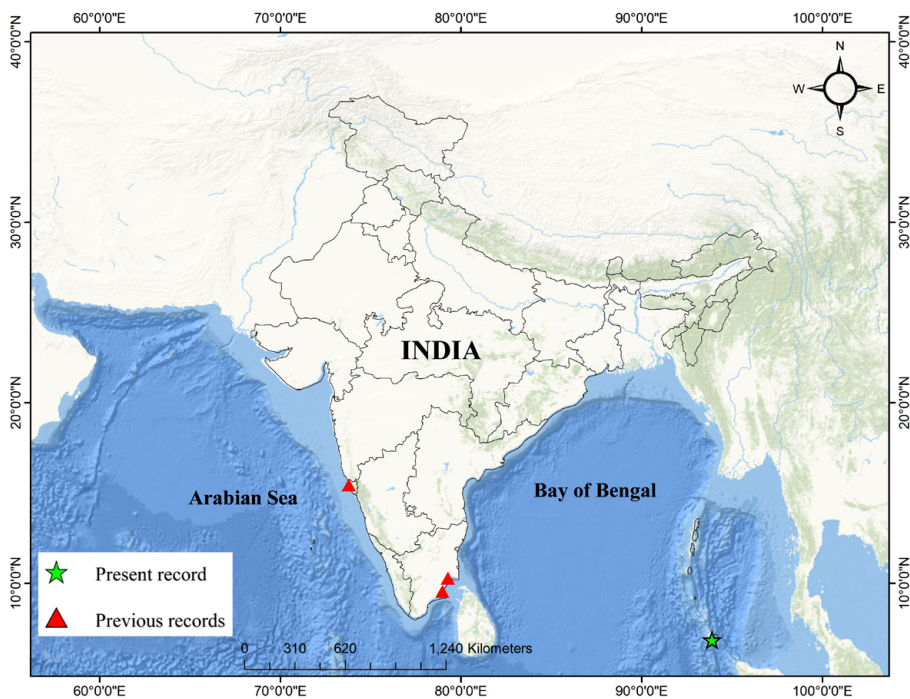 60°0'0"E 70°0'0"E 80°0'0"E 90°0'0"E 100°0'0"E
40°0'0"N 40°0'0"N
N
W E
S
30°0'0"N 30°0'0"N
INDIA
20°0'0"N 20°0'0"N
Arabian Sea Bay of Bengal
10°0'0"N 10°0'0"N
Present record
Previous records
0 310 620 1,240 Kilometers
60°0'0"E 70°0'0"E 80°0'0"E 90°0'0"E 100°0'0"E